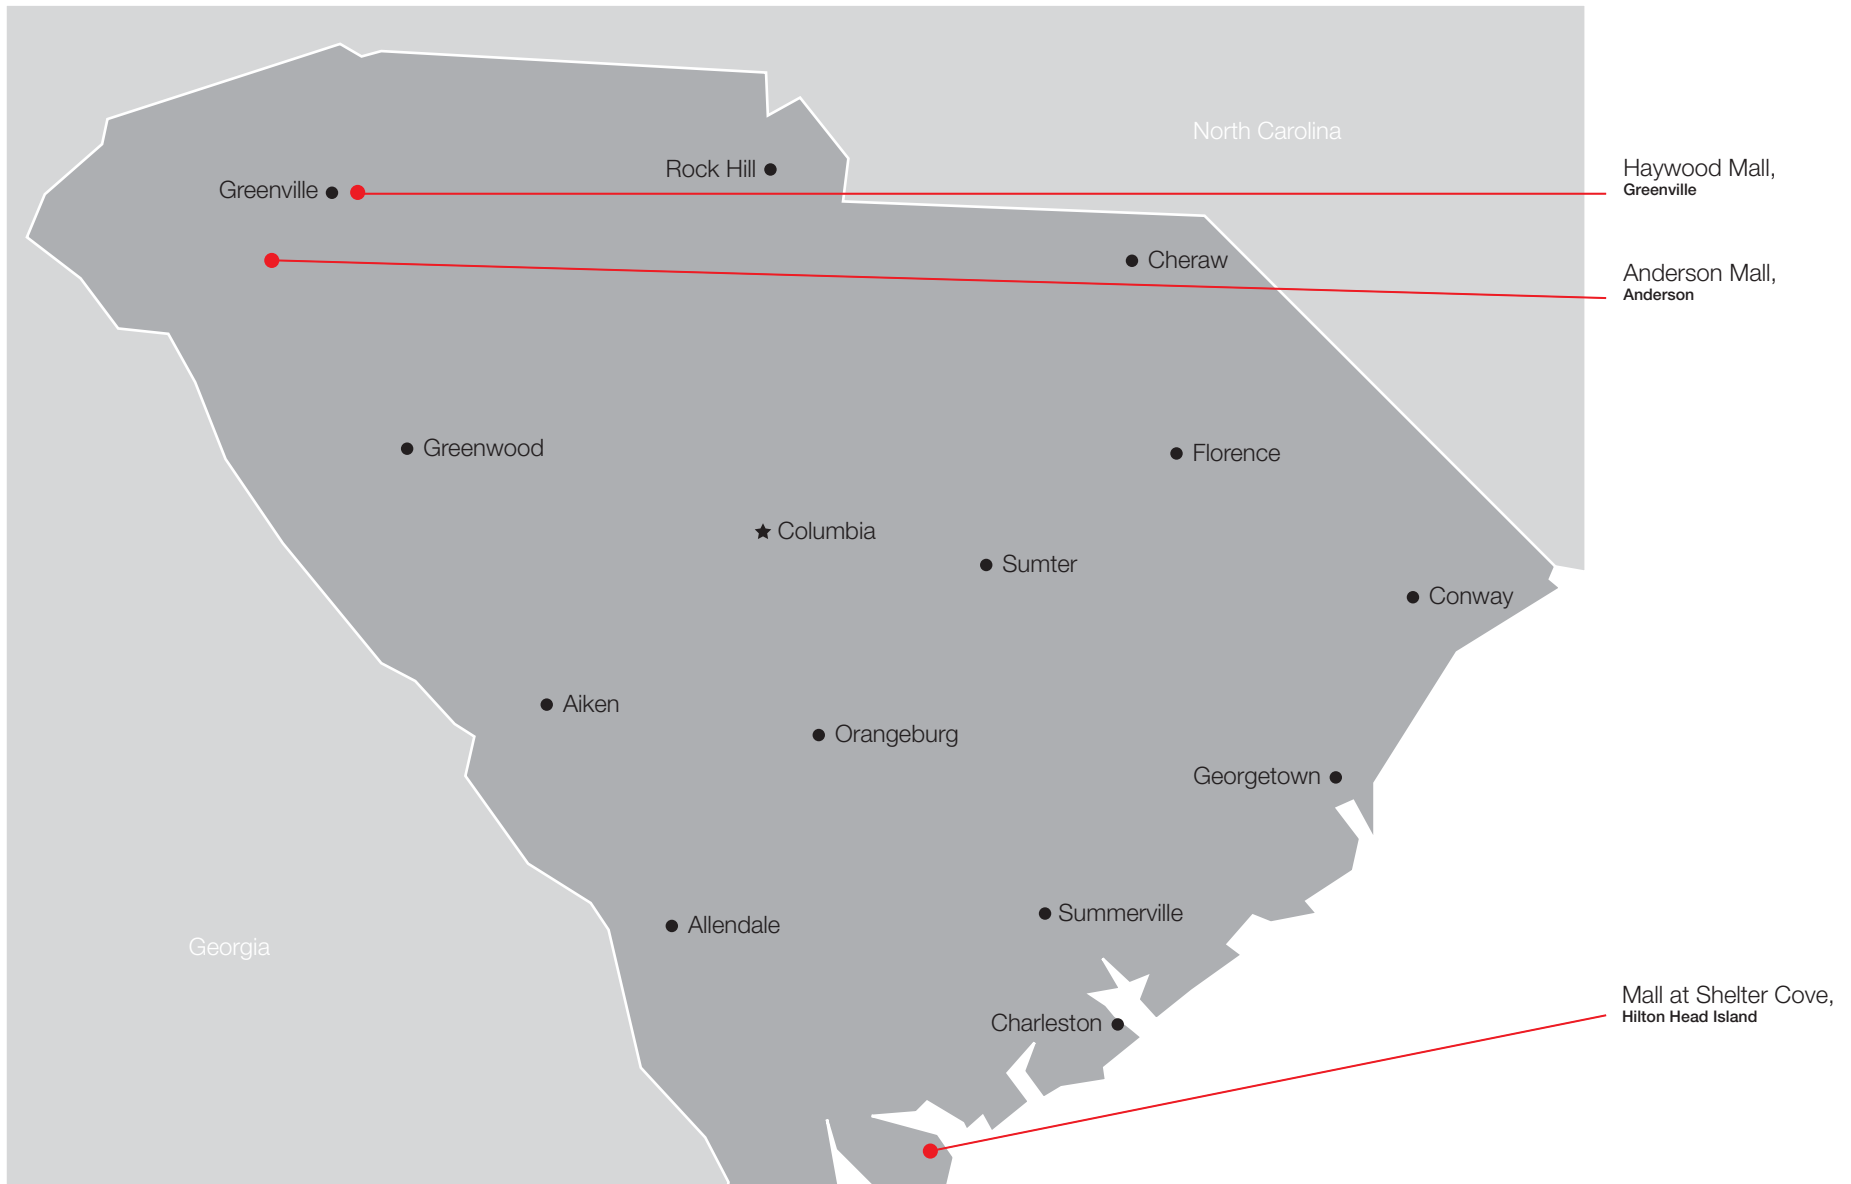 North Carolina
Rock Hill
Haywood Mall,
Greenville
Greenville
Cheraw
Anderson Mall,
Anderson
Greenwood
Florence
Columbia
Sumter
Conway
Aiken
Orangeburg
Georgetown
Summerville
Allendale
Georgia
Mall at Shelter Cove,
Hilton Head Island
Charleston